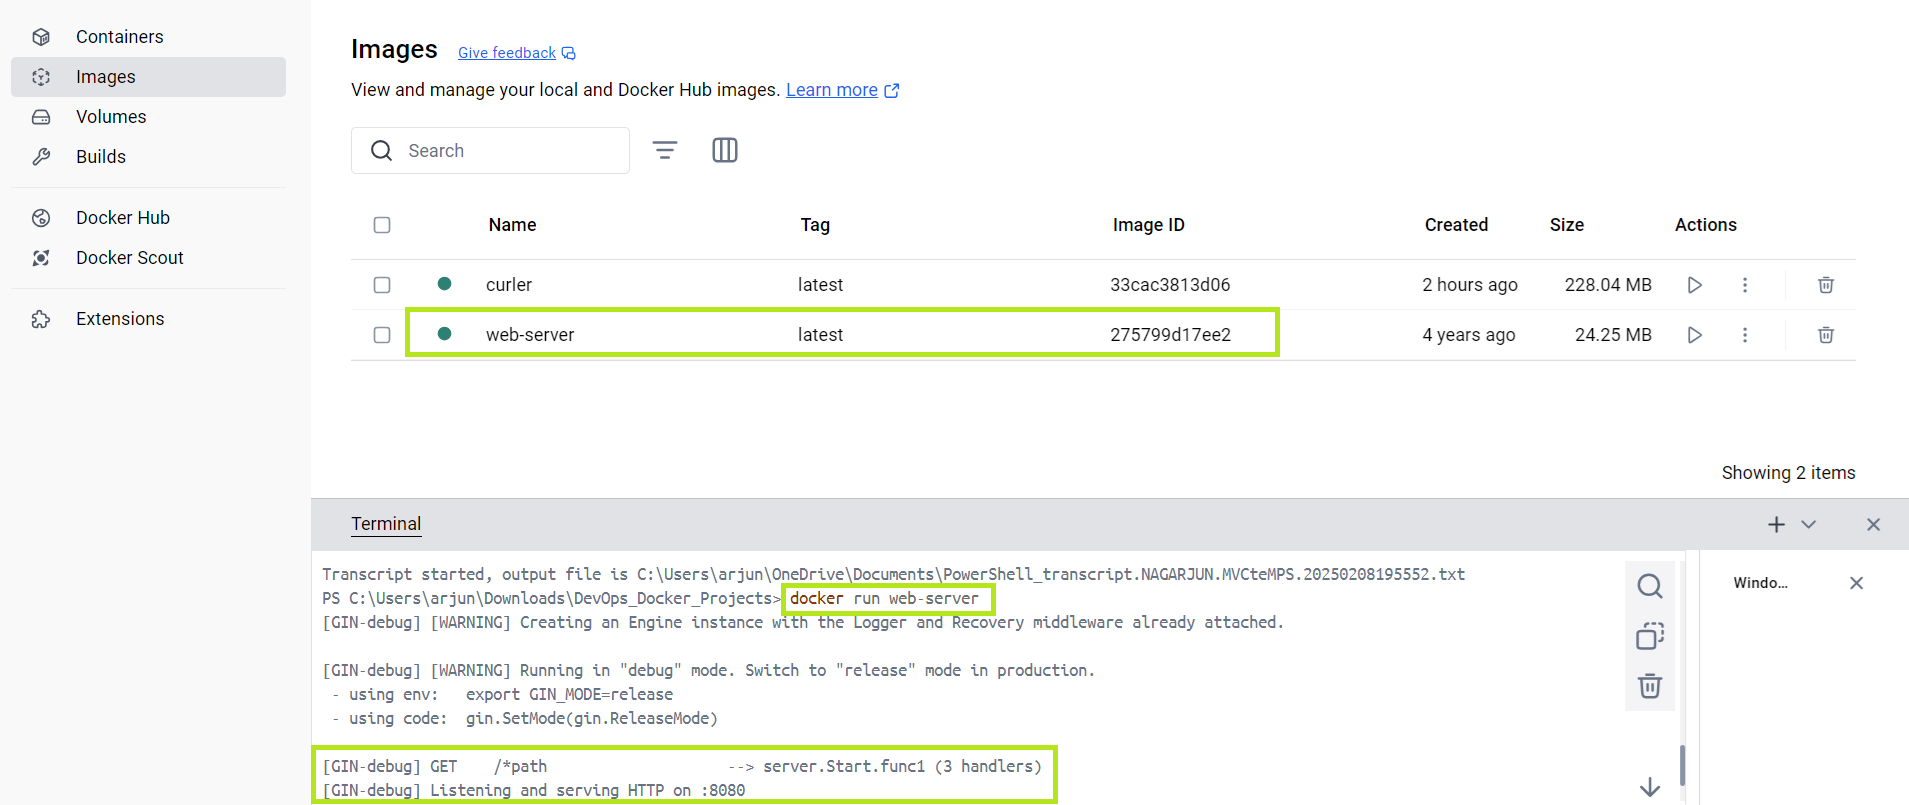 Containers
Images
Volumes
Builds
Docker Hub
Docker Scout
Extensions
Images Give feedback
View and manage your local and Docker Hub images. Learn more
Search
Name Tag Image ID Created Size Actions
curler latest 33cac3813d06 2 hours ago 228.04 MB
web-server latest 275799d17ee2 4 years ago 24.25 MB
Showing 2 items
Terminal
Transcript started, output file is C:\Users\arjun\OneDrive\Documents\PowerShell_transcript.NAGARJUN.MVCteMPS.20250208195552.txt
PS C:\Users\arjun\Downloads\DevOps_Docker_Projects> docker run web-server
[GIN-debug] [WARNING] Creating an Engine instance with the Logger and Recovery middleware already attached.
[GIN-debug] [WARNING] Running in "debug" mode. Switch to "release" mode in production.
- using env: export GIN_MODE=release
- using code: gin.SetMode(gin.ReleaseMode)
[GIN-debug] GET /*path --> server.Start.func1 (3 handlers)
[GIN-debug] Listening and serving HTTP on :8080
Windo...